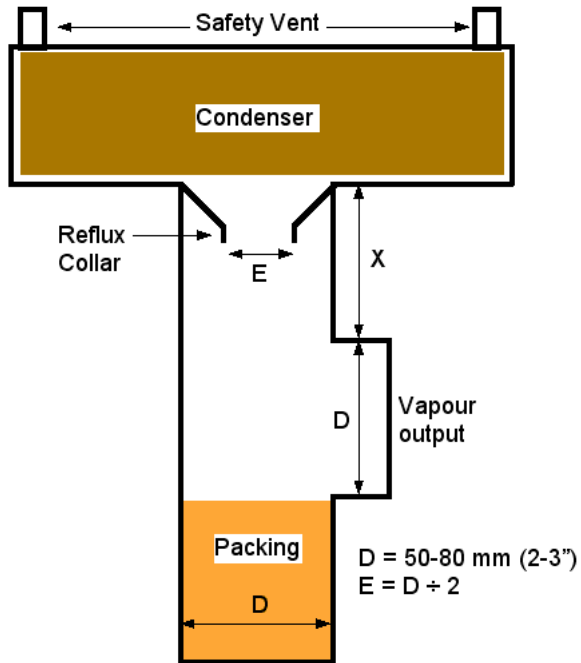 Safety Vent
Condenser
Reflux
Collar
E
X
D
Vapour
output
Packing
D
D = 50-80 mm (2-3”)
E = D ÷ 2